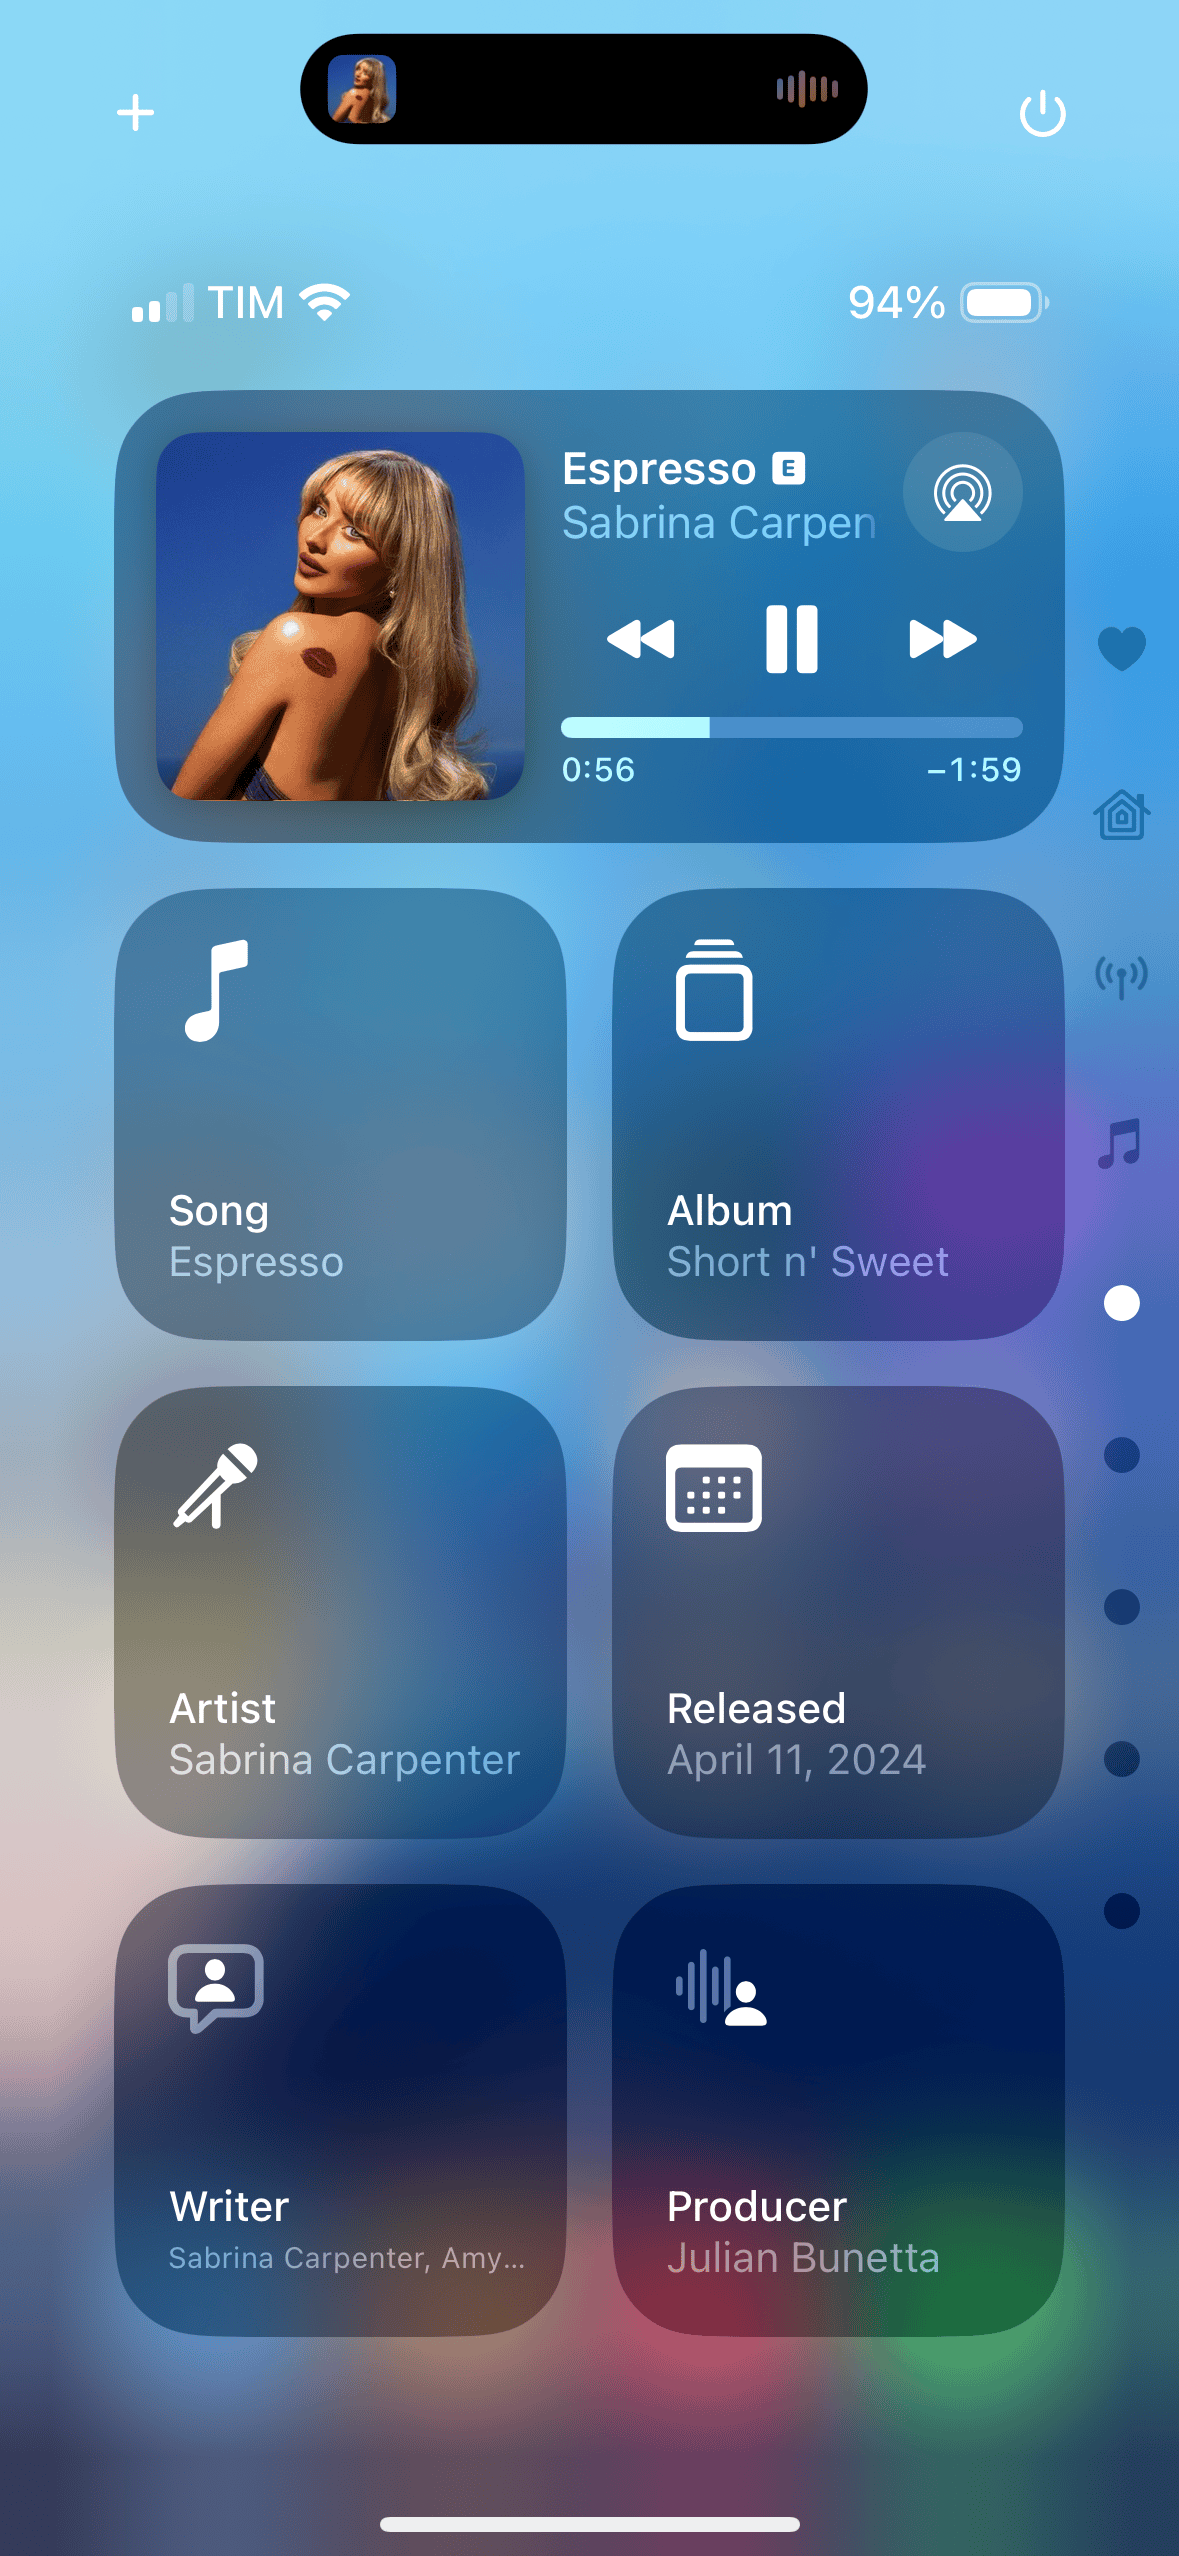 TIM
94%
Espresso E
Sabrina Carpen
0:56
−1:59
Song
Espresso
Album
Short n' Sweet
Artist
Sabrina Carpenter
Released
April 11, 2024
Writer
Sabrina Carpenter, Amy...
Producer
Julian Bunetta